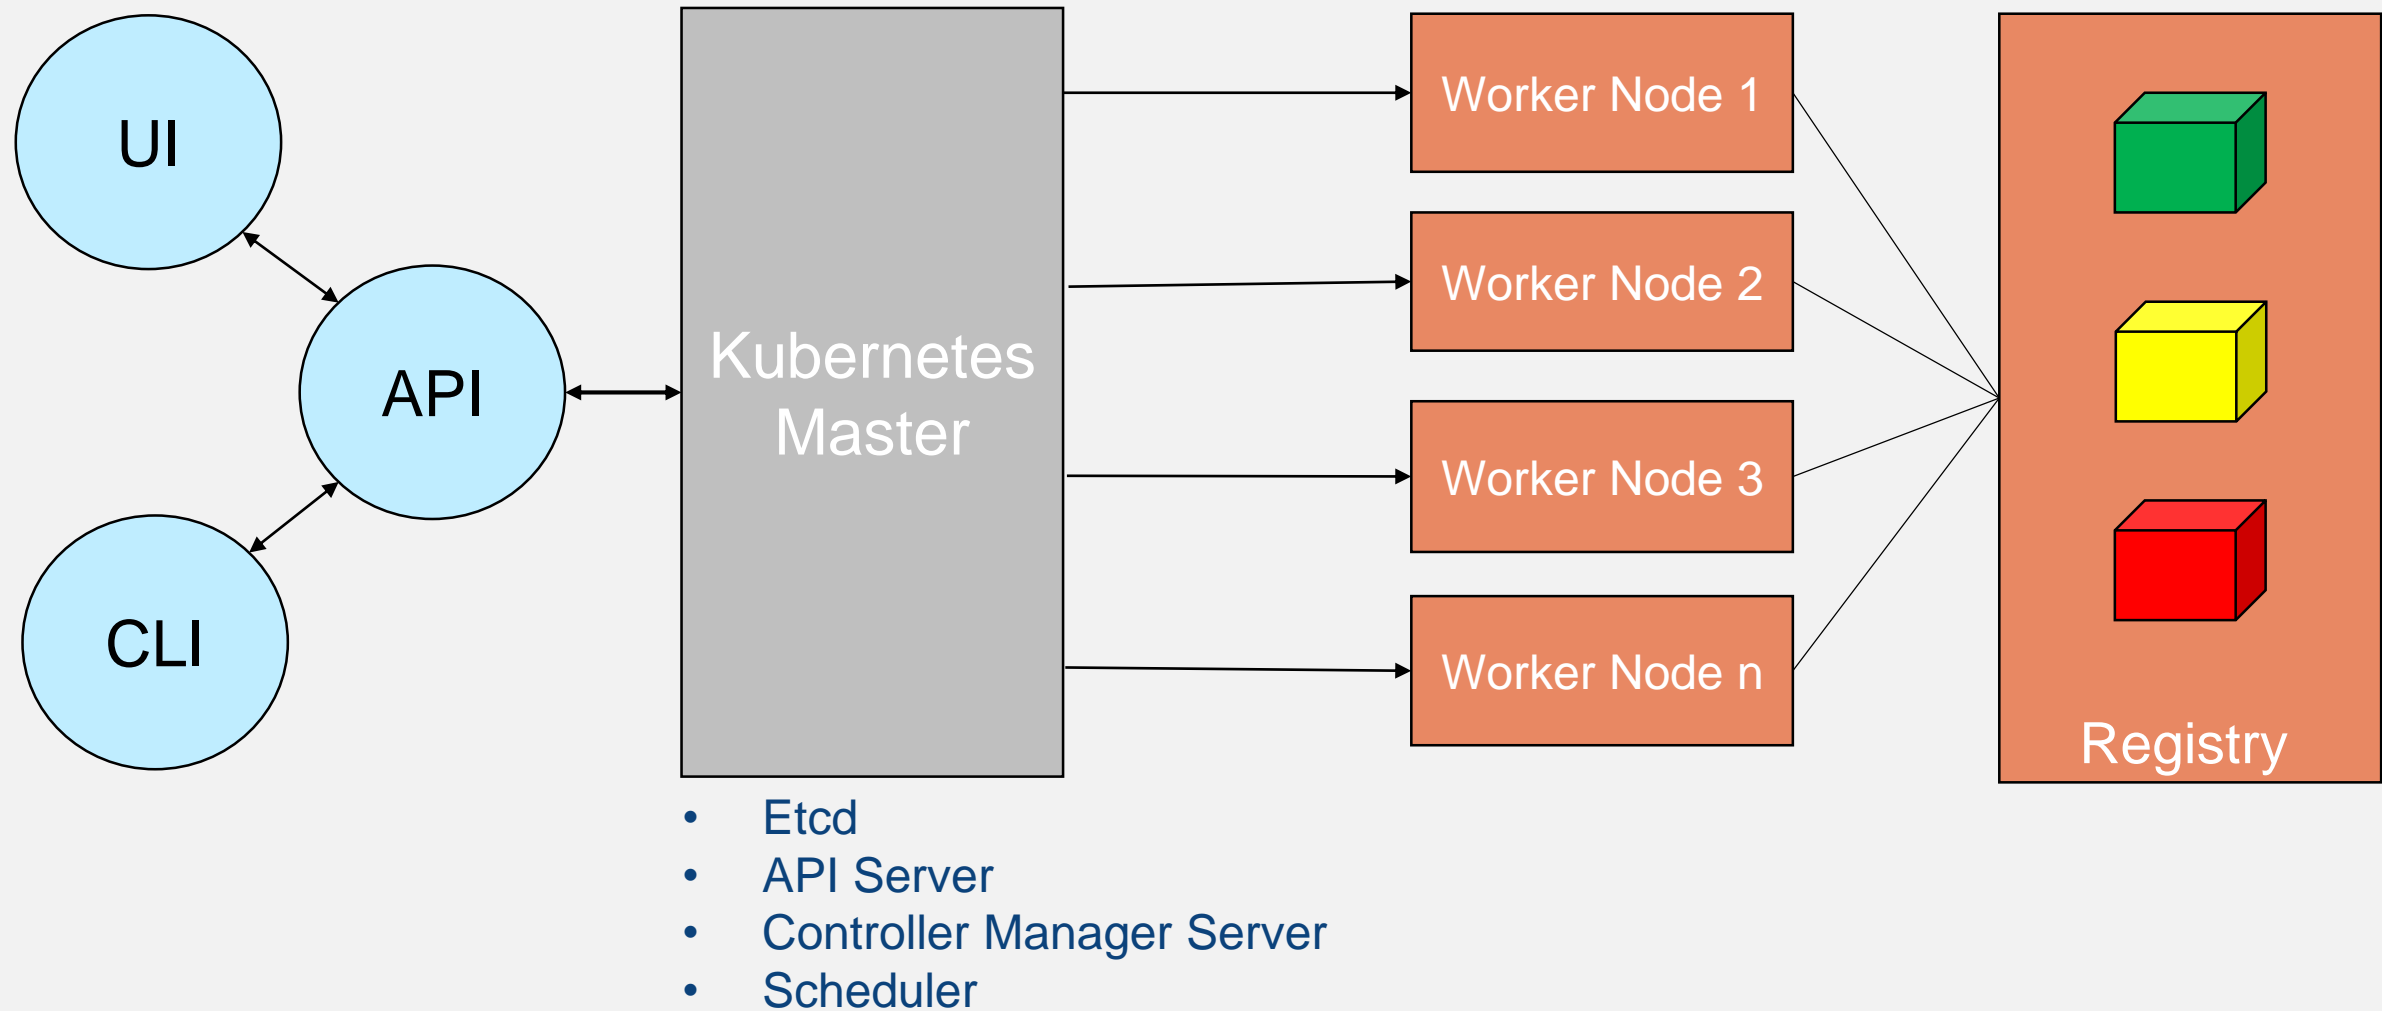 UI
API
CLI
Kubernetes
Master
Worker Node 1
Worker Node 2
Worker Node 3
Worker Node n
Registry
• Etcd
• API Server
• Controller Manager Server
• Scheduler